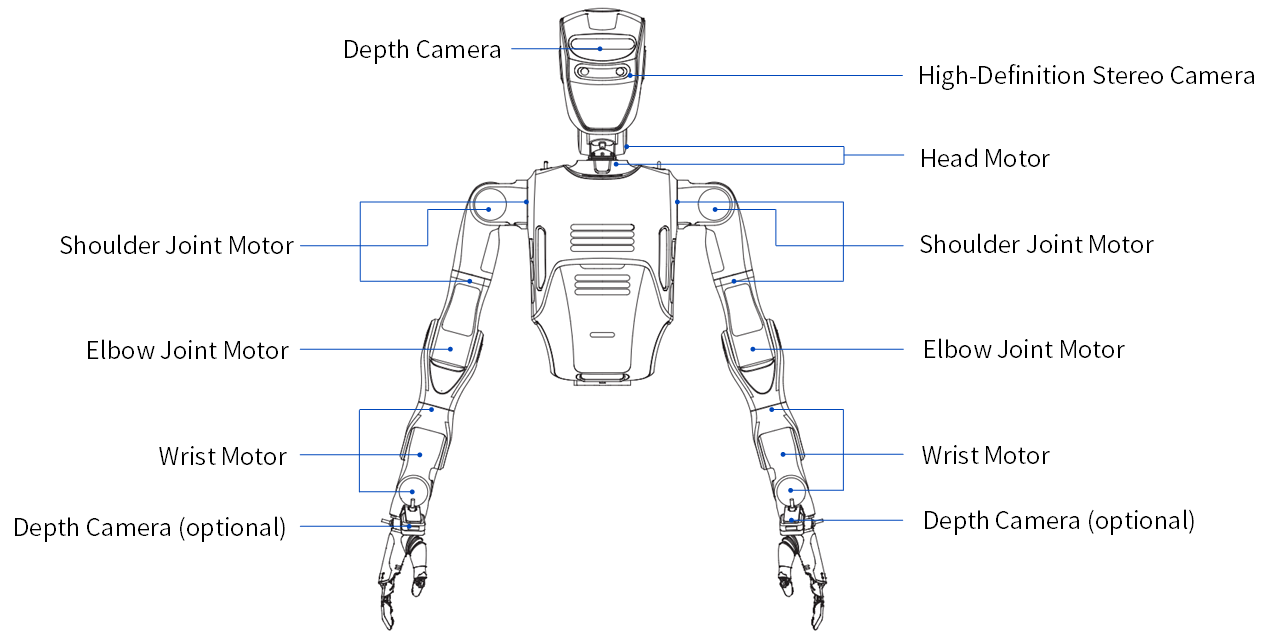 Depth Camera
High-Definition Stereo Camera
Head Motor
Shoulder Joint Motor
Shoulder Joint Motor
Elbow Joint Motor
Elbow Joint Motor
Wrist Motor
Wrist Motor
Depth Camera (optional)
Depth Camera (optional)